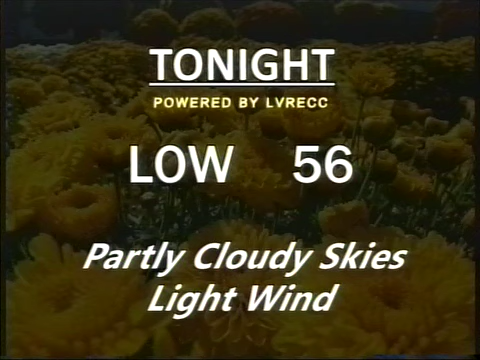 TONIGHT
POWERED BY LVRECC
LOW 56
Partly Cloudy Skies
Light Wind